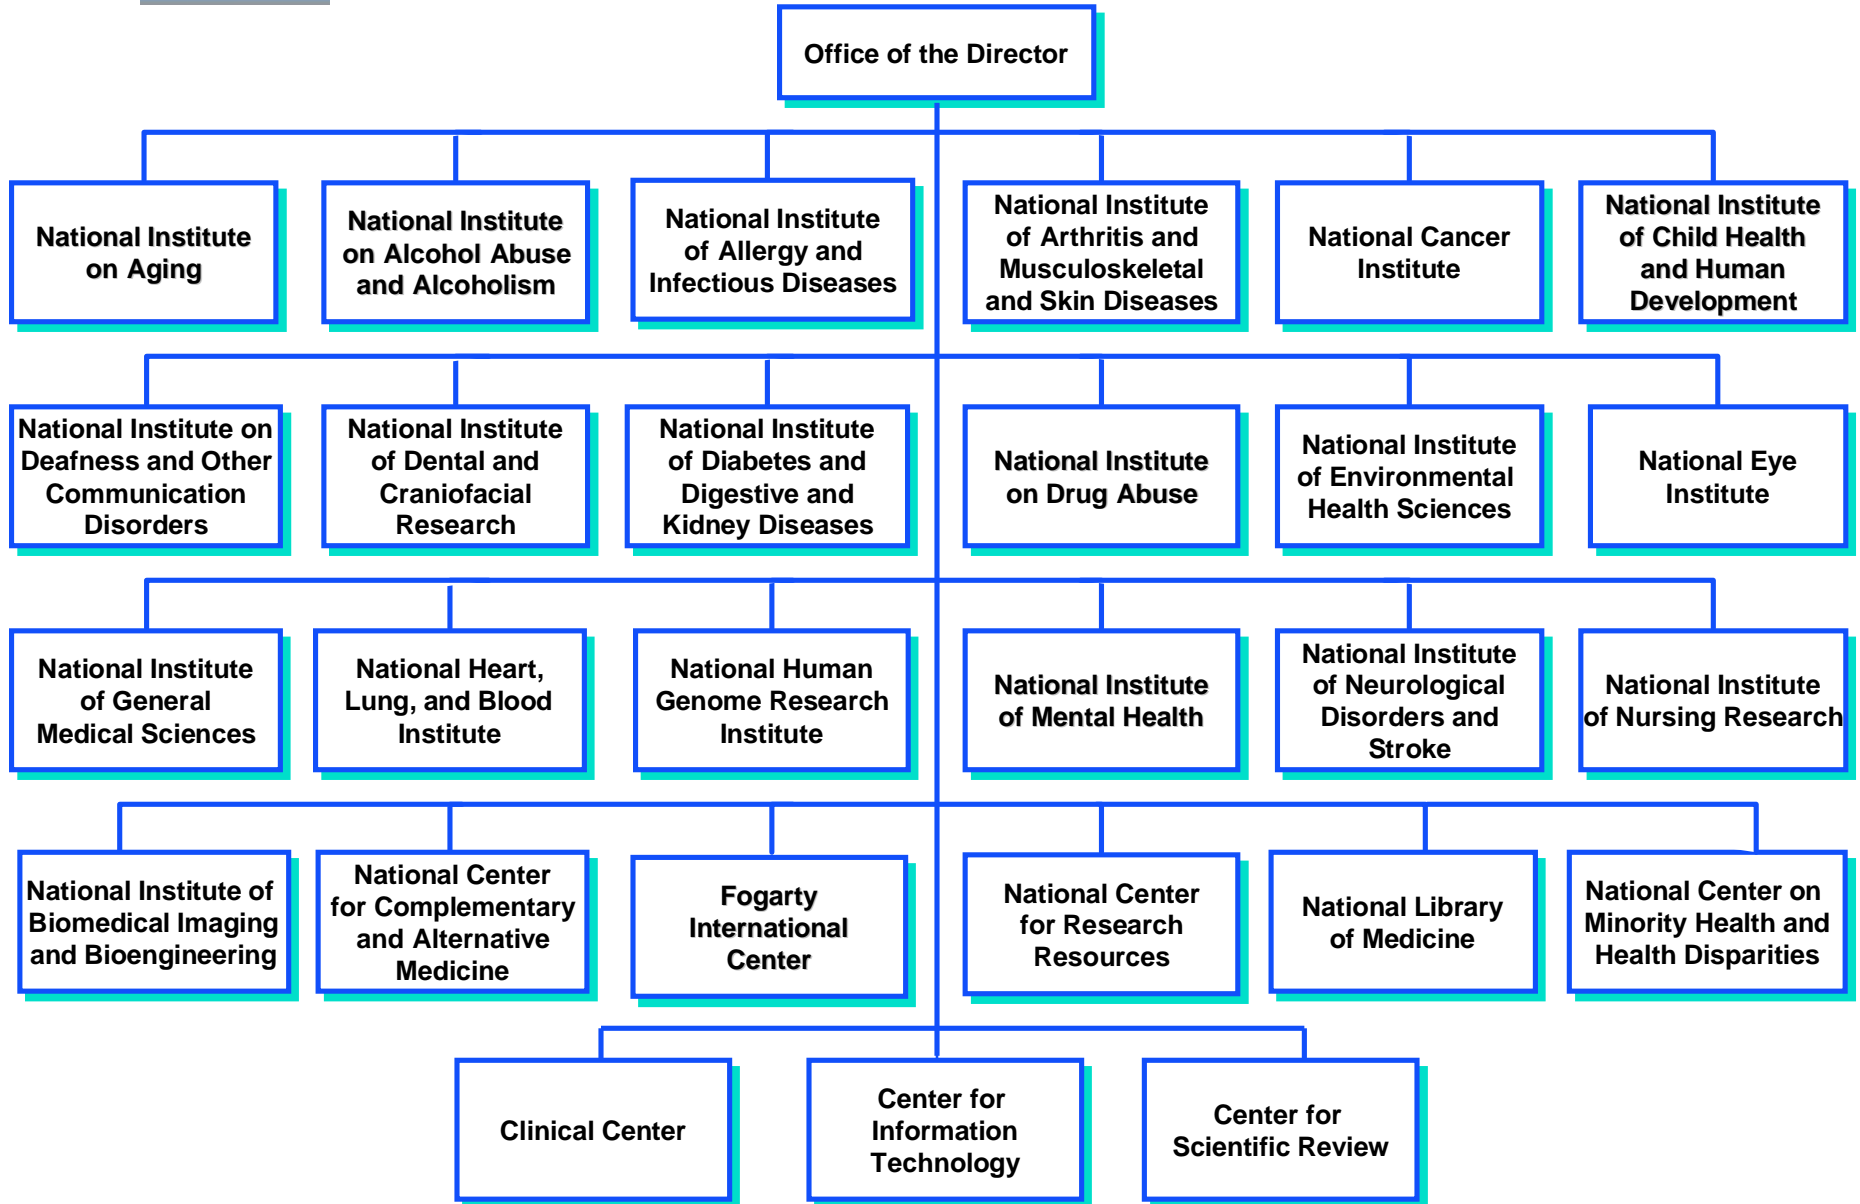 Office of the Director
National Institute
on Aging
National Institute
on Alcohol Abuse
and Alcoholism
National Institute
of Allergy and
Infectious Diseases
National Institute
of Arthritis and
Musculoskeletal
and Skin Diseases
National Cancer
Institute
National Institute
of Child Health
and Human
Development
National Institute on
Deafness and Other
Communication
Disorders
National Institute
of Dental and
Craniofacial
Research
National Institute
of Diabetes and
Digestive and
Kidney Diseases
National Institute
on Drug Abuse
National Institute
of Environmental
Health Sciences
National Eye
Institute
National Institute
of General
Medical Sciences
National Heart,
Lung, and Blood
Institute
National Human
Genome Research
Institute
National Institute
of Mental Health
National Institute
of Neurological
Disorders and
Stroke
National Institute
of Nursing Research
National Institute of
Biomedical Imaging
and Bioengineering
National Center
for Complementary
and Alternative
Medicine
Fogarty
International
Center
National Center
for Research
Resources
National Library
of Medicine
National Center on
Minority Health and
Health Disparities
Clinical Center
Center for
Information
Technology
Center for
Scientific Review